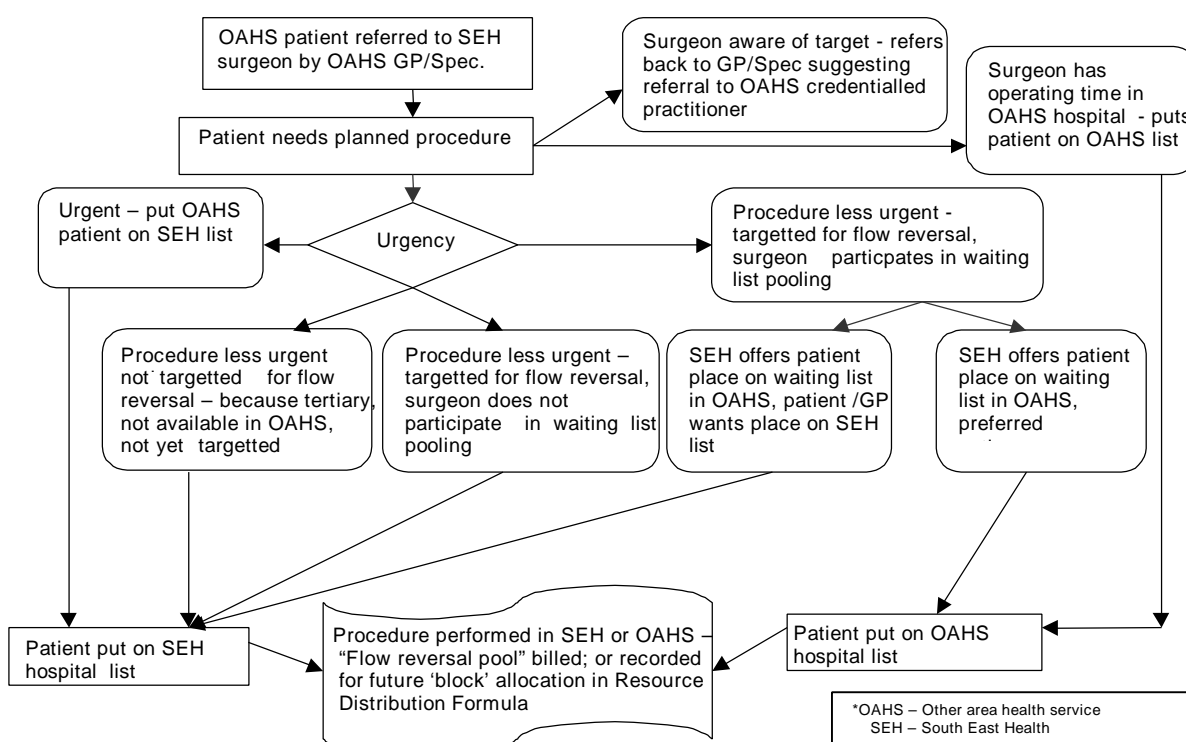 OAHS patient referred to SEH
surgeon by OAHS GP/Spec.
Surgeon aware of target - refers
back to GP/Spec suggesting
referral to OAHS credentialled
practitioner
Surgeon has
operating time in
OAHS hospital - puts
patient on OAHS list
Patient needs planned procedure
Urgent – put OAHS
patient on SEH list
Urgency
Procedure less urgent -
targetted for flow reversal,
surgeon particpates in waiting
list pooling
Procedure less urgent
not targetted for flow
reversal – because tertiary,
not available in OAHS,
not yet targetted
Procedure less urgent –
targetted for flow reversal,
surgeon does not
participate in waiting list
pooling
SEH offers patient
place on waiting list
in OAHS, patient /GP
wants place on SEH
list
SEH offers patient
place on waiting
list in OAHS,
preferred
Patient put on SEH
hospital list
Procedure performed in SEH or OAHS –
“Flow reversal pool” billed; or recorded
for future ‘block’ allocation in Resource
Distribution Formula
Patient put on OAHS
hospital list
*OAHS – Other area health service
SEH – South East Health